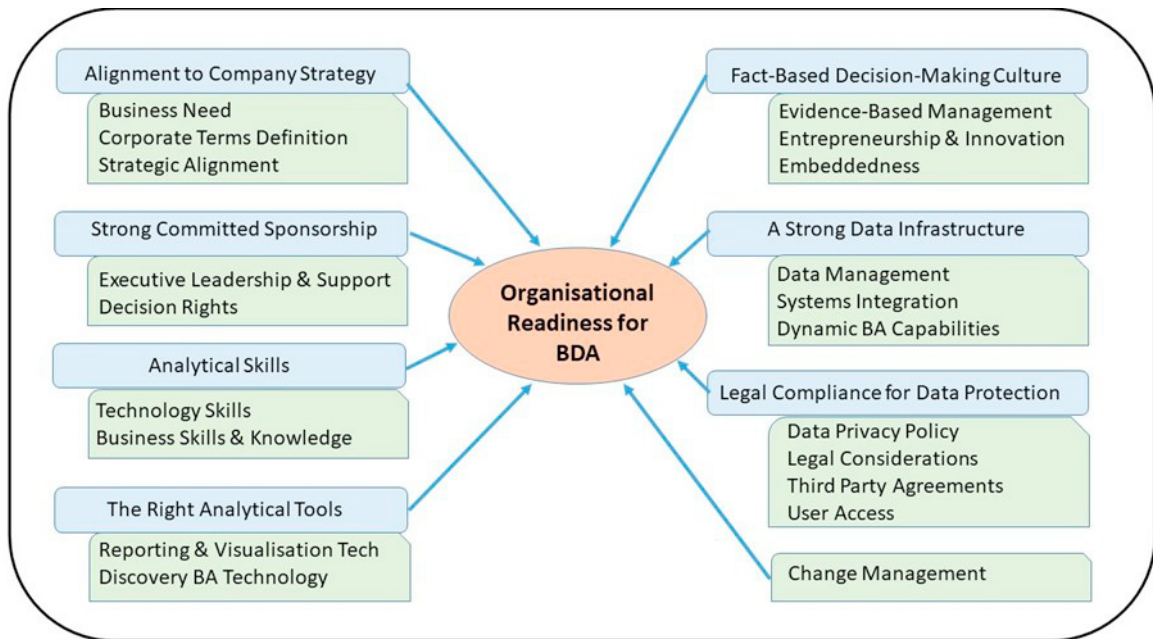 Alignment to Company Strategy
Business Need
Corporate Terms Definition
Strategic Alignment
Strong Committed Sponsorship
Executive Leadership & Support
Decision Rights
Analytical Skills
Technology Skills
Business Skills & Knowledge
The Right Analytical Tools
Reporting & Visualisation Tech
Discovery BA Technology
Organisational
Readiness for
BDA
Fact-Based Decision-Making Culture
Evidence-Based Management
Entrepreneurship & Innovation
Embeddedness
A Strong Data Infrastructure
Data Management
Systems Integration
Dynamic BA Capabilities
Legal Compliance for Data Protection
Data Privacy Policy
Legal Considerations
Third Party Agreements
User Access
Change Management